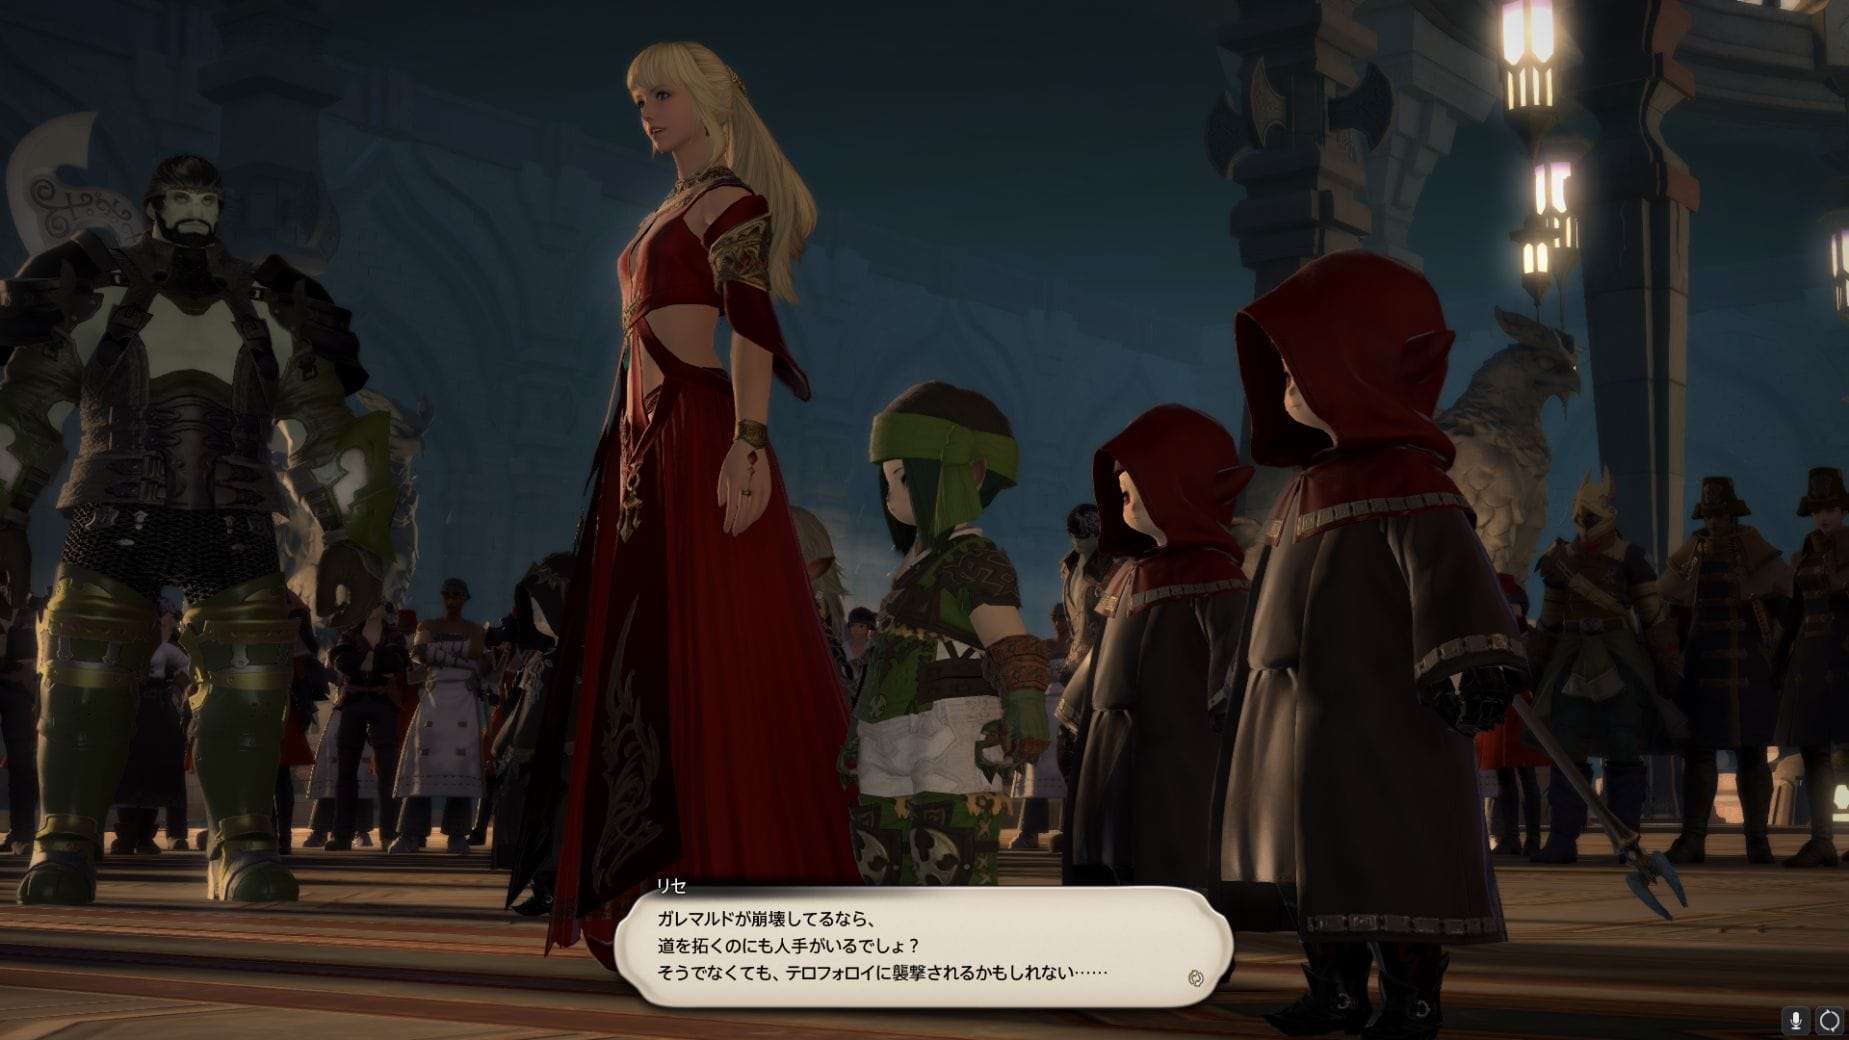 リセ
ガレマルドが崩壊してるなら、
道を拓くのにも人手がいるでしょ？
そうでなくても、テロフォロイに襲撃されるかもしれない……